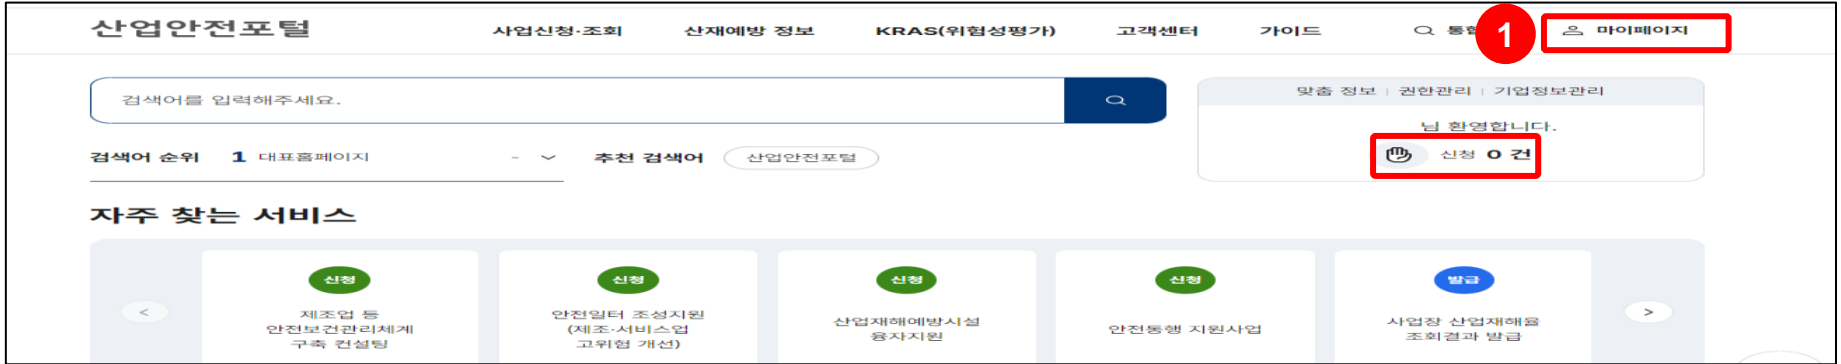 산업안전포털 사업신청·조회 산재예방 정보 KRAS(위험성평가) 고객센터 가이드 통합 1 마이페이지
검색어를 입력해주세요.
맞춤 정보 | 권한관리 | 기업정보관리
님 환영합니다.
신청 0 건
검색어 순위 1 대표홈페이지 - 추천 검색어 산업안전포털
자주 찾는 서비스
신청
제조업 등
안전보건관리체계
구축 컨설팅
신청
안전일터 조성지원
(제조·서비스업
고위험 개선)
신청
산업재해예방시설
융자지원
신청
안전동행 지원사업
발급
사업장 산업재해율
조회결과 발급